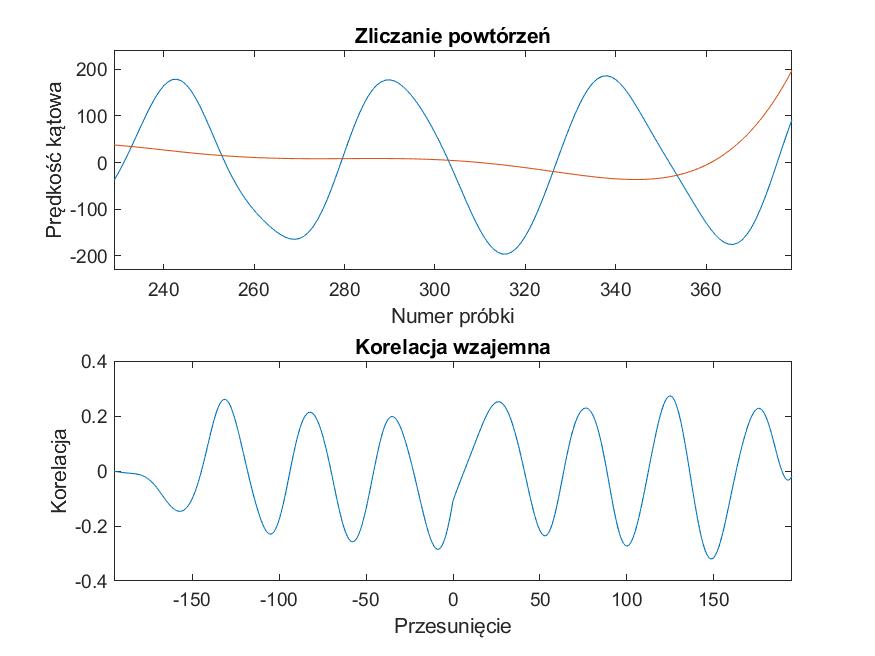 Zliczanie powtórzeń
Prędkość kątowa
200
100
0
-100
-200
240 260 280 300 320 340 360
Numer próbki
Korelacja wzajemna
Korelacja
0.4
0.2
0
-0.2
-0.4
-150 -100 -50 0 50 100 150
Przesunięcie